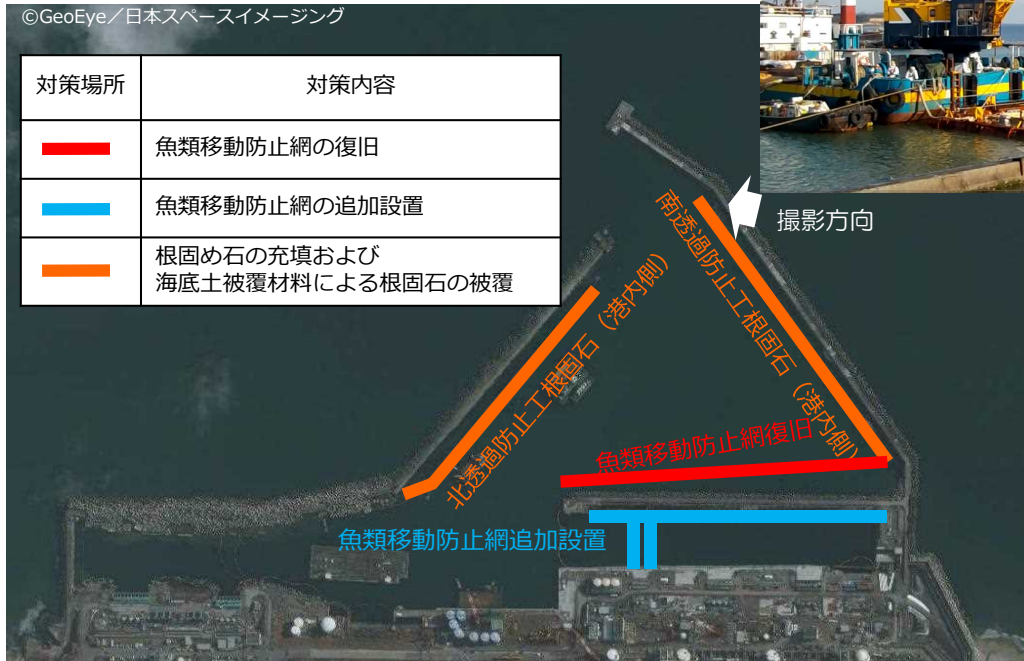 ©GeoEye／日本スペースイメージング
対策場所
対策内容
魚類移動防止網の復旧
魚類移動防止網の追加設置
根固め石の充填および
海底土被覆材料による根固石の被覆
撮影方向
南透過防止工根固石（港内側）
北透過防止工根固石（港内側）
魚類移動防止網復旧
魚類移動防止網追加設置